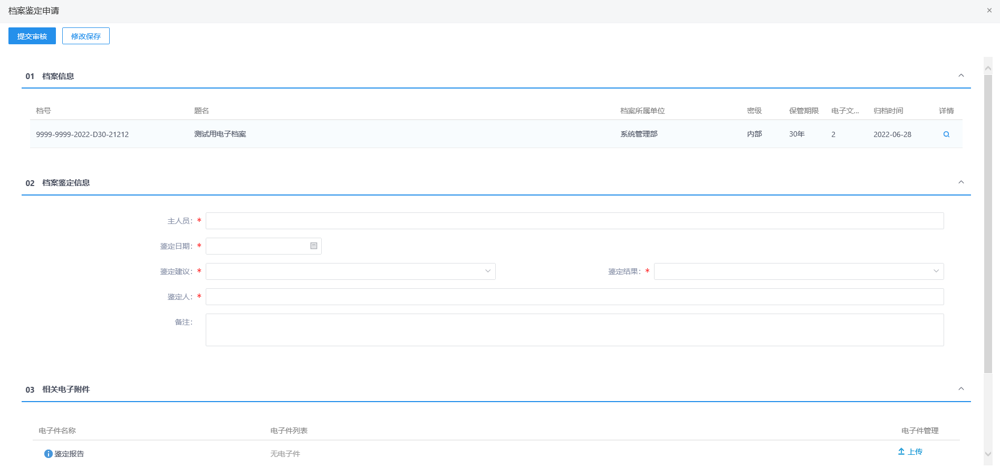 档案鉴定申请
提交审核 修改保存
01 档案信息
档号 题名 档案所属单位 密级 保管期限 电子文... 归档时间 详情
9999-9999-2022-D30-21212 测试用电子档案 系统管理部 内部 30年 2 2022-06-28
02 档案鉴定信息
主人员：*
鉴定日期：*
鉴定建议：* 鉴定结果：*
鉴定人：*
备注：
03 相关电子附件
电子件名称 电子件列表 电子件管理
鉴定报告 无电子件 上传